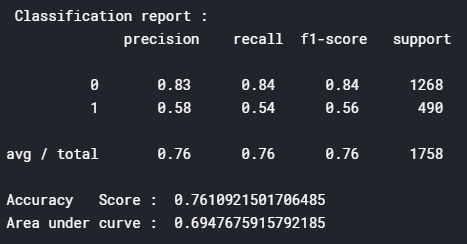 Classification report :
precision recall f1-score support
0 0.83 0.84 0.84 1268
1 0.58 0.54 0.56 490
avg / total 0.76 0.76 0.76 1758
Accuracy Score : 0.7610921501706485
Area under curve : 0.6947675915792185